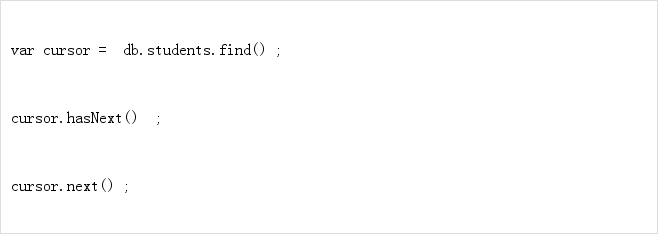 var cursor =  db.students.find() ;
cursor.hasNext()  ;
cursor.next() ;